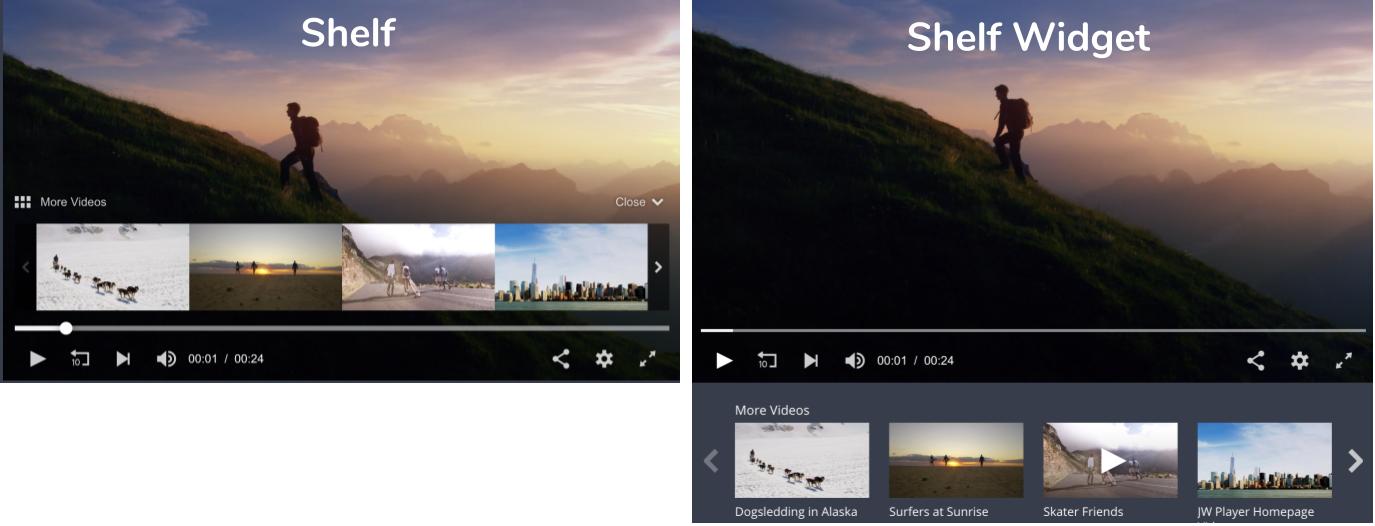 Shelf
More Videos
Close
10
00:01 / 00:24
Shelf Widget
10
00:01 / 00:24
More Videos
Dogsledding in Alaska
Surfers at Sunrise
Skater Friends
JW Player Homepage